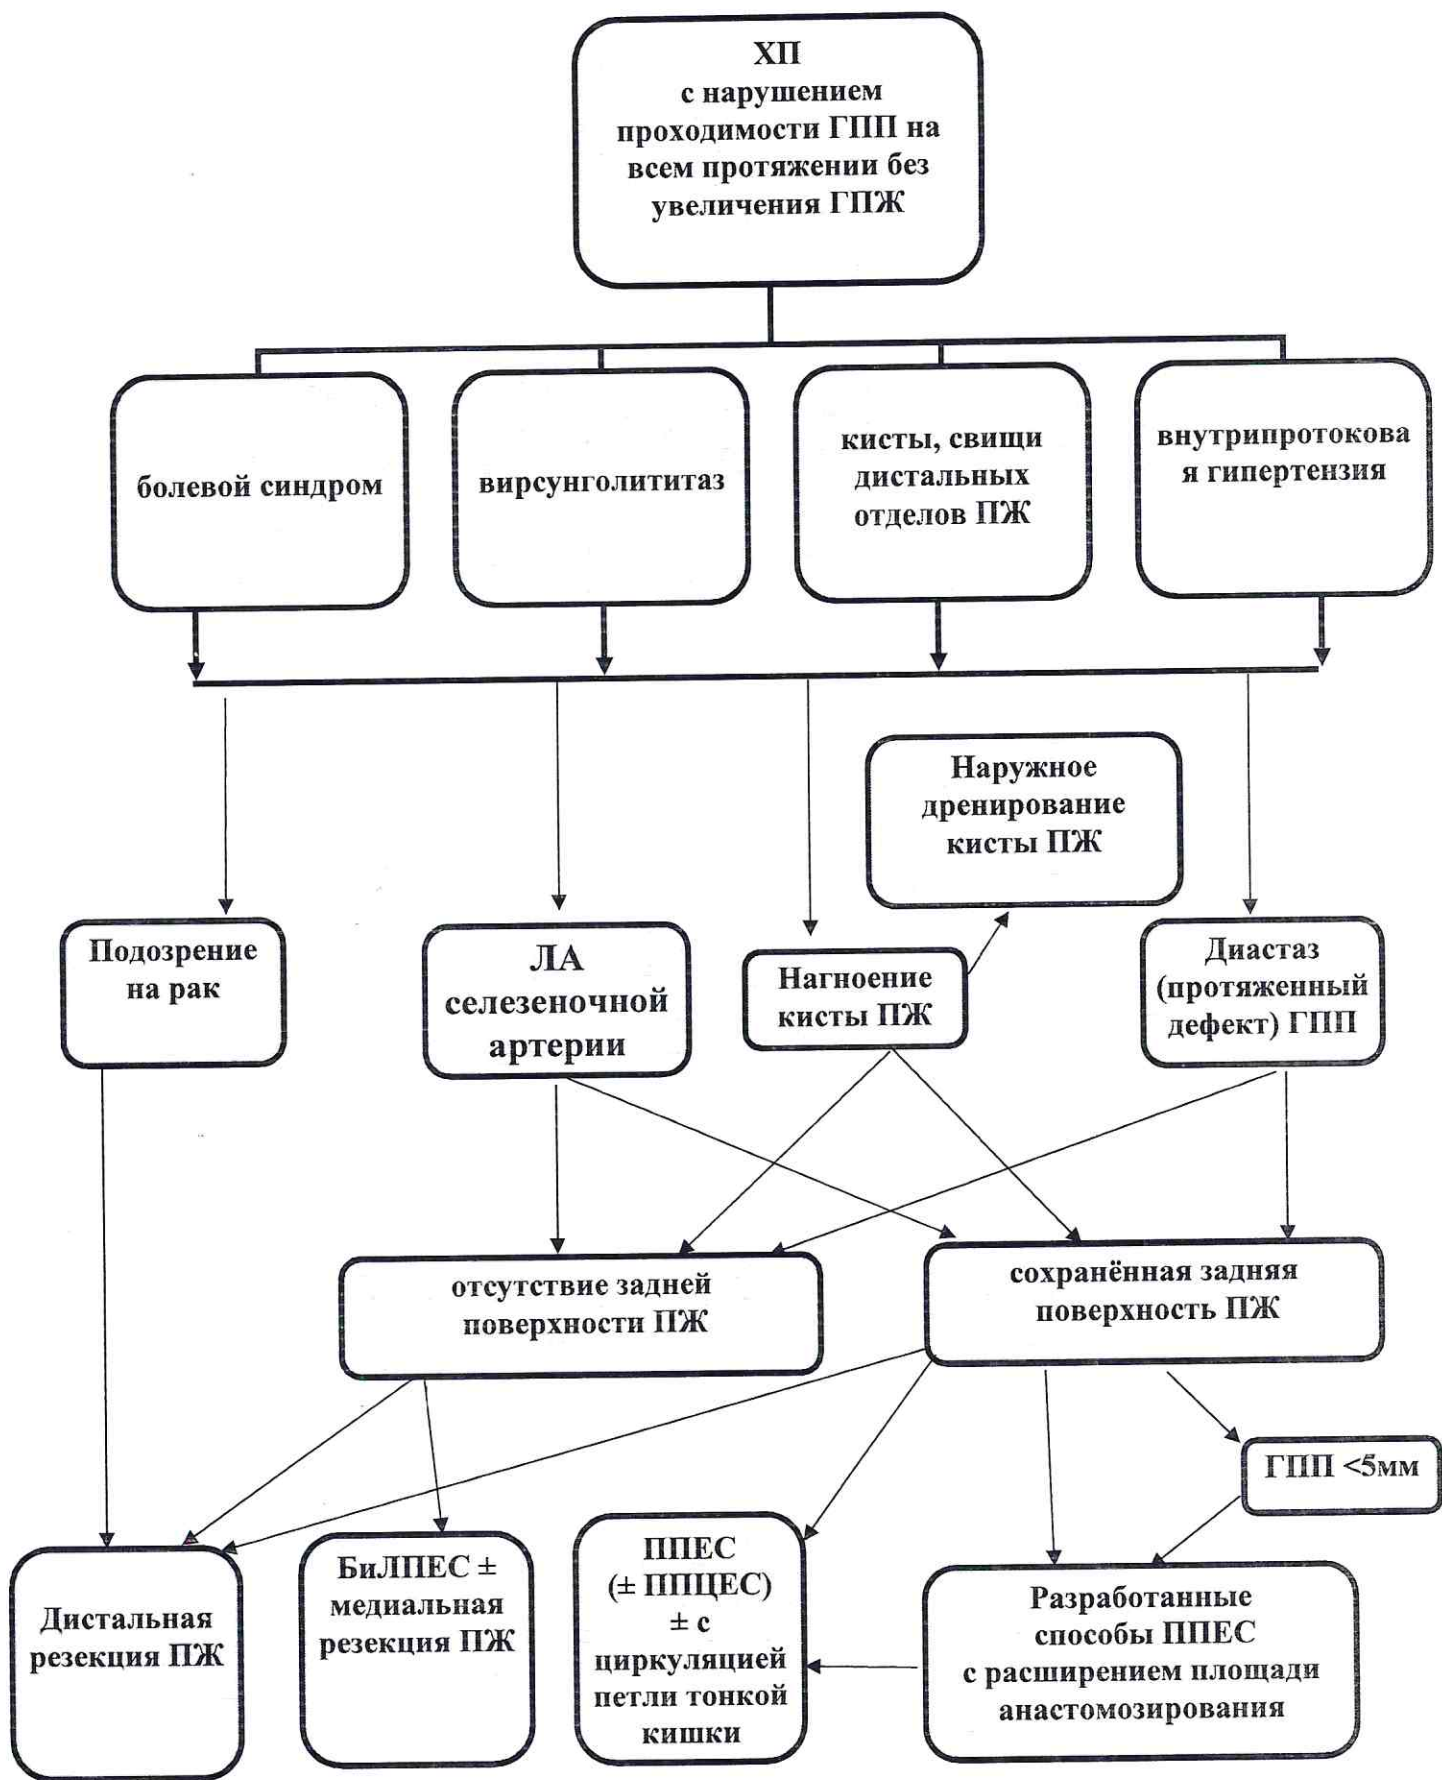 ХП
с нарушением
проходимости ГПП на
всем протяжении без
увеличения ГПЖ
болевой синдром
вирсунголититаз
кисты, свищи
дистальных
отделов ПЖ
внутрипротокова
я гипертензия
Наружное
дренирование
кисты ПЖ
Подозрение
на рак
ЛА
селезеночной
артерии
Нагноение
кисты ПЖ
Диастаз
(протяженный
дефект) ГПП
отсутствие задней
поверхности ПЖ
сохранённая задняя
поверхность ПЖ
ГПП <5мм
Дистальная
резекция ПЖ
БиЛПЕС ±
медиальная
резекция ПЖ
ППЕС
(± ППЦЕС)
± с
циркуляцией
петли тонкой
кишки
Разработанные
способы ППЕС
с расширением площади
анастомозирования